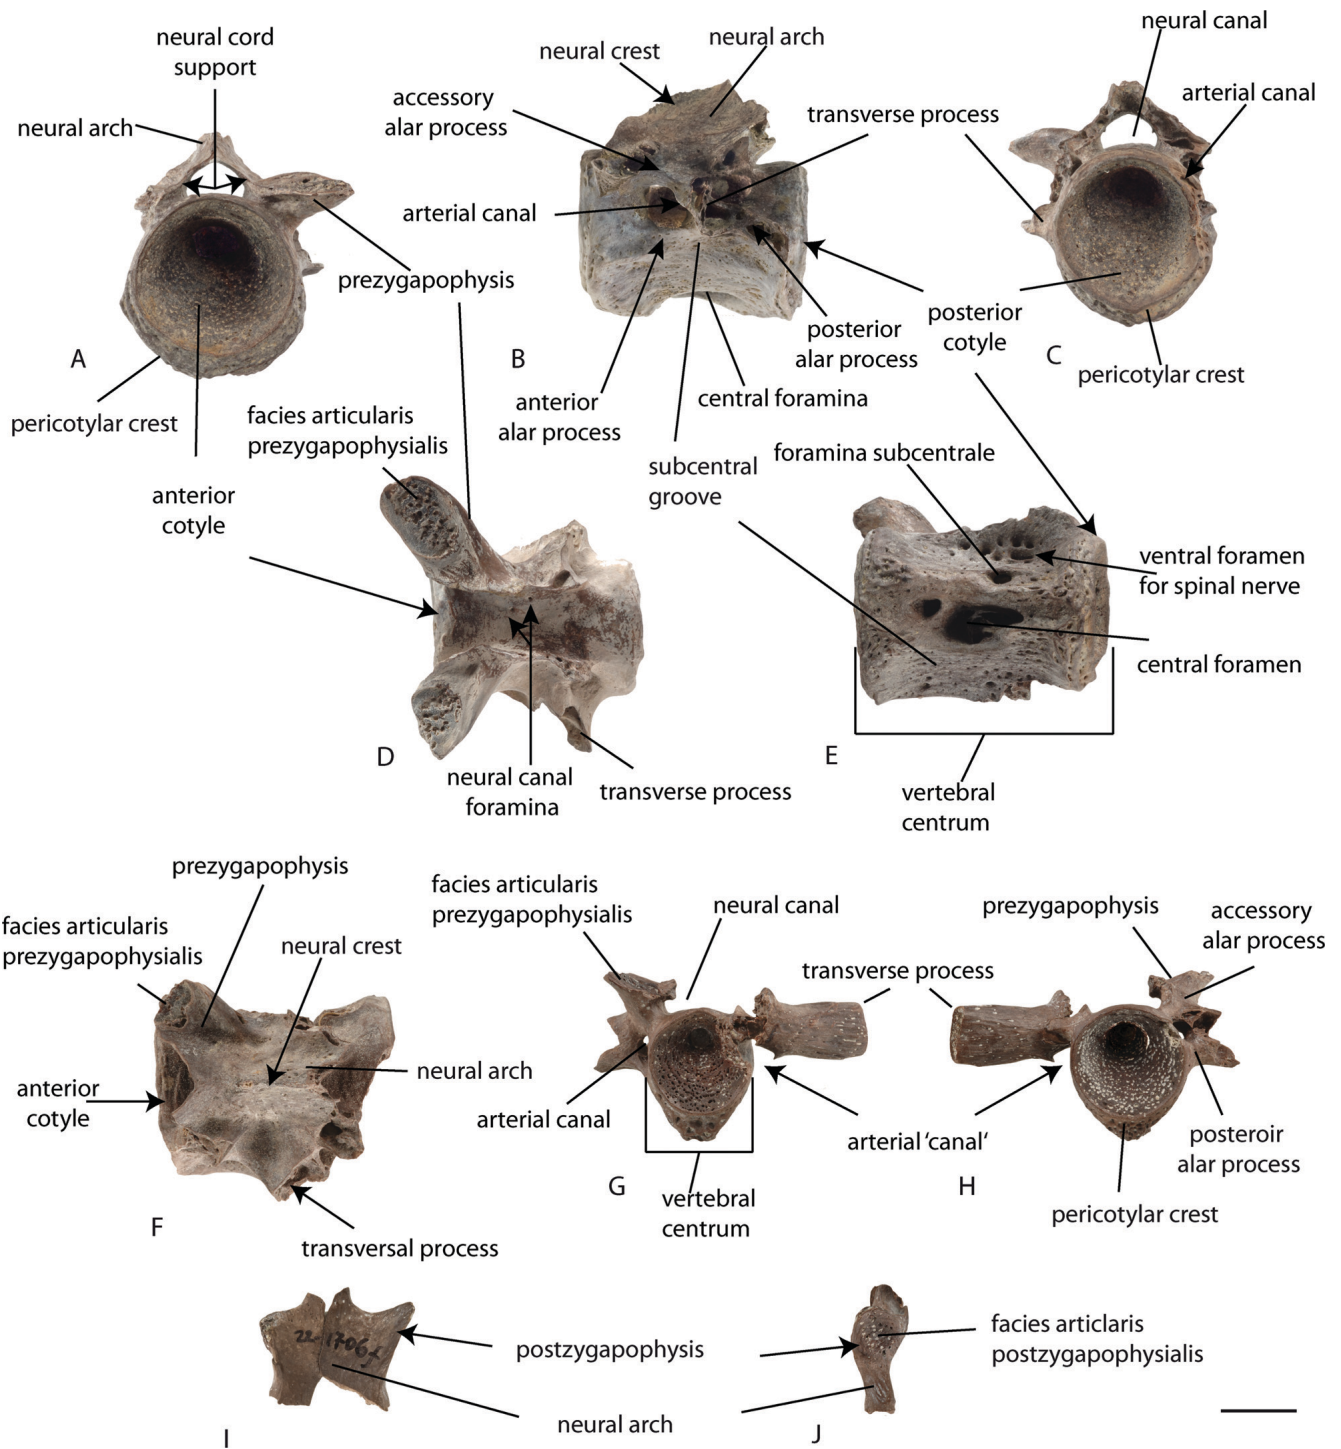 neural cord
support
neural arch
prezygapophysis
A
pericotylar crest
anterior
cotyle
neural crest
neural arch
accessory
alar process
transverse process
arterial canal
B
posterior
alar process
anterior
alar process
central foramina
subcentral
groove
neural canal
arterial canal
posterior
cotyle
C
pericotylar crest
facies articularis
prezygapophysialis
D
neural canal
foramina
transverse process
foramina subcentrale
ventral foramen
for spinal nerve
central foramen
E
vertebral
centrum
prezygapophysis
facies articularis
prezygapophysialis
neural crest
anterior
cotyle
neural arch
F
transversal process
facies articularis
prezygapophysialis
neural canal
transverse process
arterial canal
G
vertebral
centrum
arterial ‘canal‘
prezygapophysis
accessory
alar process
H
posteroir
alar process
pericotylar crest
postzygapophysis
neural arch
I
facies articlaris
postzygapophysialis
J